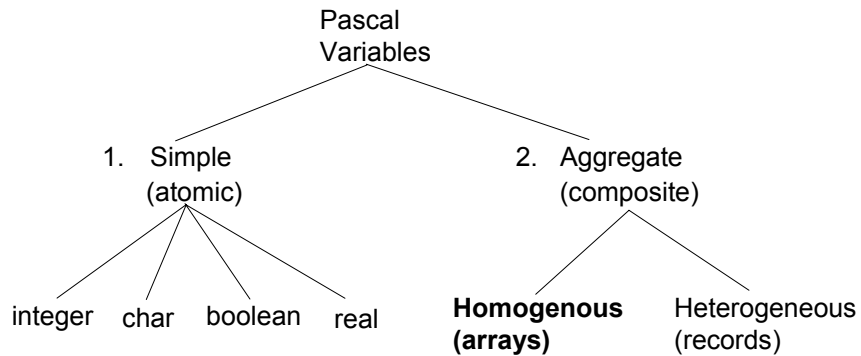 Pascal
Variables
1. Simple
(atomic)
2. Aggregate
(composite)
integer
char
boolean
real
Homogenous
(arrays)
Heterogeneous
(records)